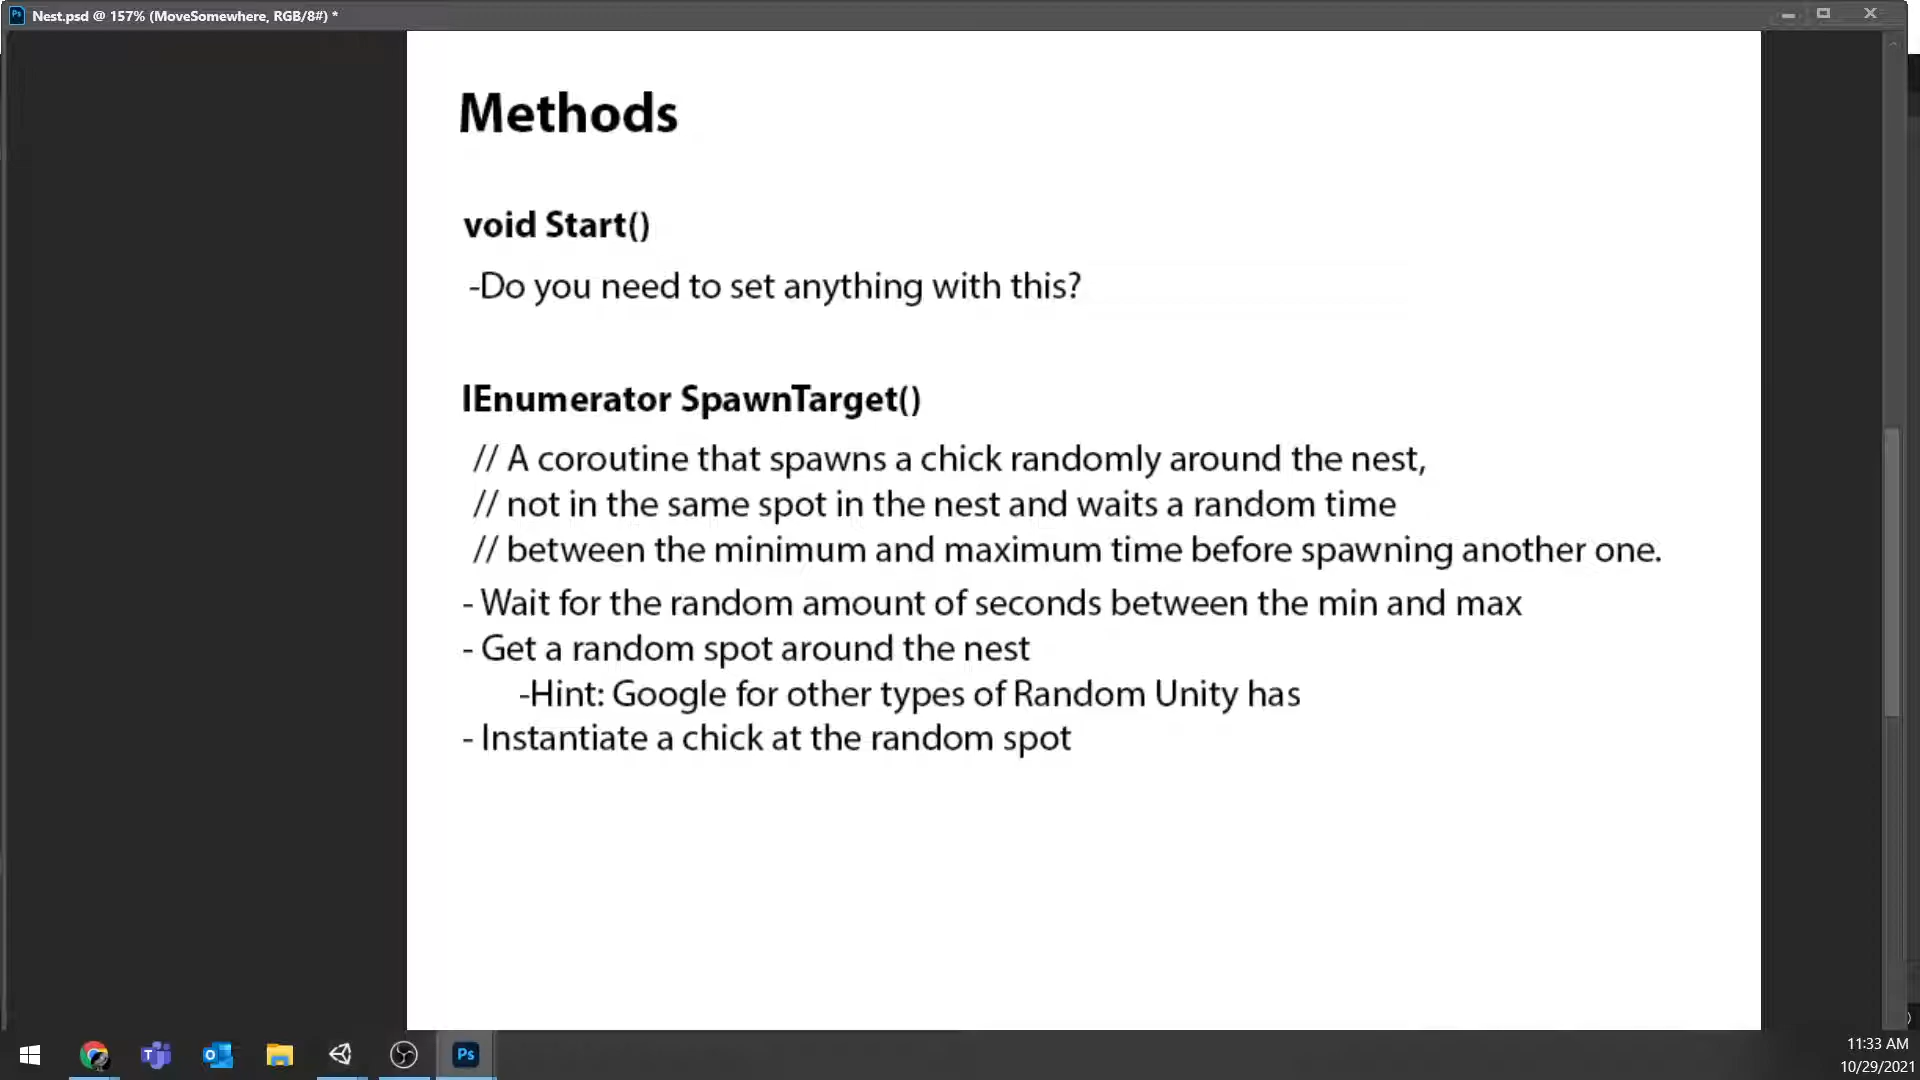 Nest.psd @ 157% (MoveSomewhere, RGB/8#) *
Methods
void Start()
-Do you need to set anything with this?
IEnumerator SpawnTarget()
// A coroutine that spawns a chick randomly around the nest,
// not in the same spot in the nest and waits a random time
// between the minimum and maximum time before spawning another one.
- Wait for the random amount of seconds between the min and max
- Get a random spot around the nest
-Hint: Google for other types of Random Unity has
- Instantiate a chick at the random spot
11:33 AM
10/29/2021